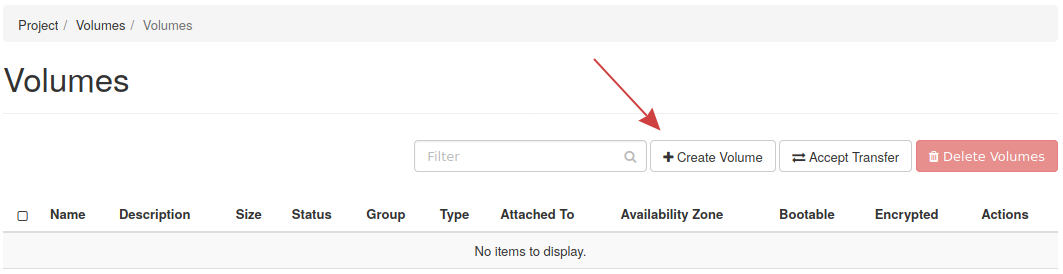 Project / Volumes / Volumes
Volumes
Filter Create Volume Accept Transfer Delete Volumes
Name Description Size Status Group Type Attached To Availability Zone Bootable Encrypted Actions
No items to display.